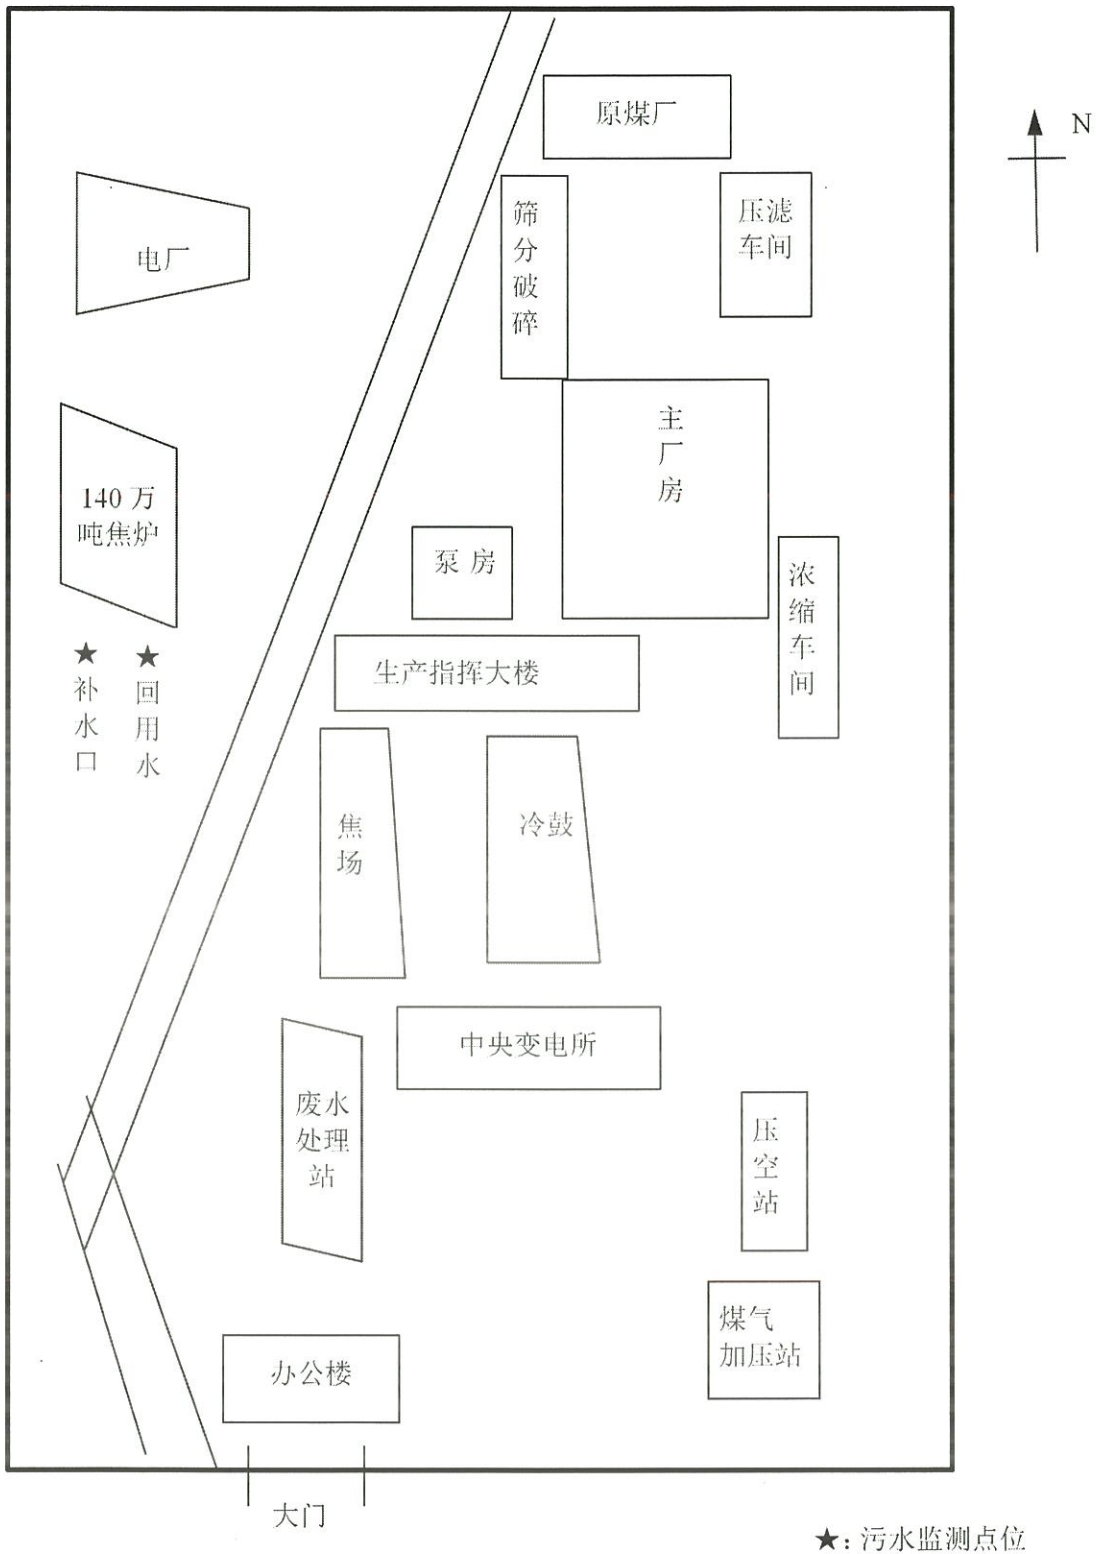 原煤厂
N
筛
分
破
碎
压滤
车间
电厂
主
厂
房
140 万
吨焦炉
泵 房
浓
缩
车
间
★
补
水
口
★
回
用
水
生产指挥大楼
焦
场
冷鼓
中央变电所
废水
处理
站
压
空
站
煤气
加压站
办公楼
大门
★: 污水监测点位